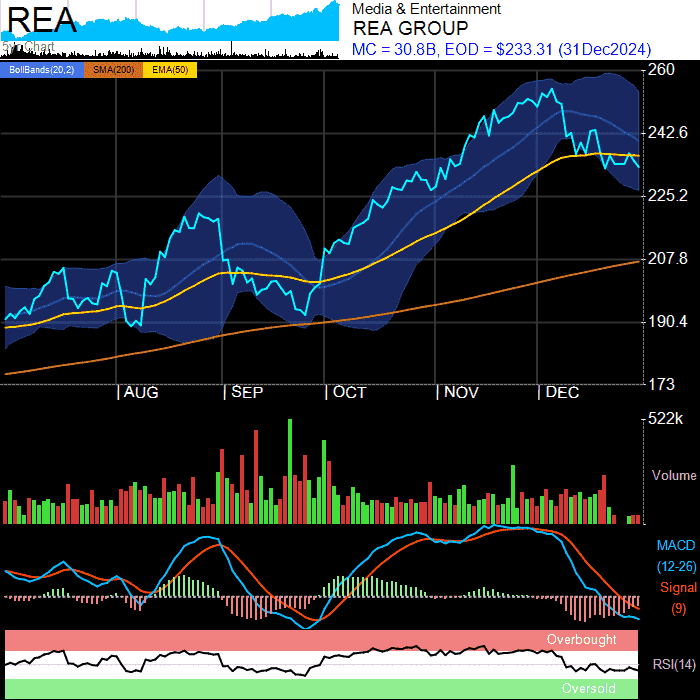 REA
Media & Entertainment
REA GROUP
MC = 30.8B, EOD = $233.31 (31Dec2024)
BollBands(20,2) SMA(200) EMA(50)
260
242.6
225.2
207.8
190.4
173
AUG SEP OCT NOV DEC
522k
Volume
MACD
(12-26)
Signal
(9)
Overbought
RSI(14)
Oversold